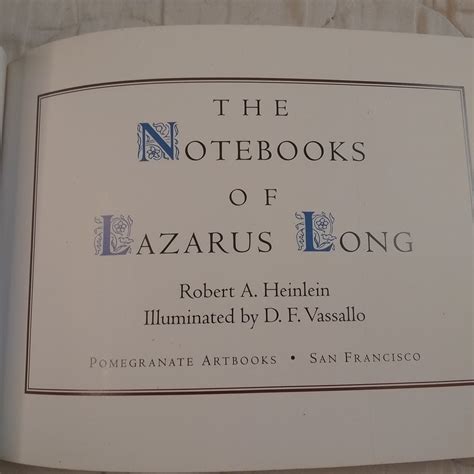 THE
NOTEBOOKS
OF
LAZARUS LONG
Robert A. Heinlein
Illuminated by D. F. Vassallo
POMEGRANATE ARTBOOKS • SAN FRANCISCO